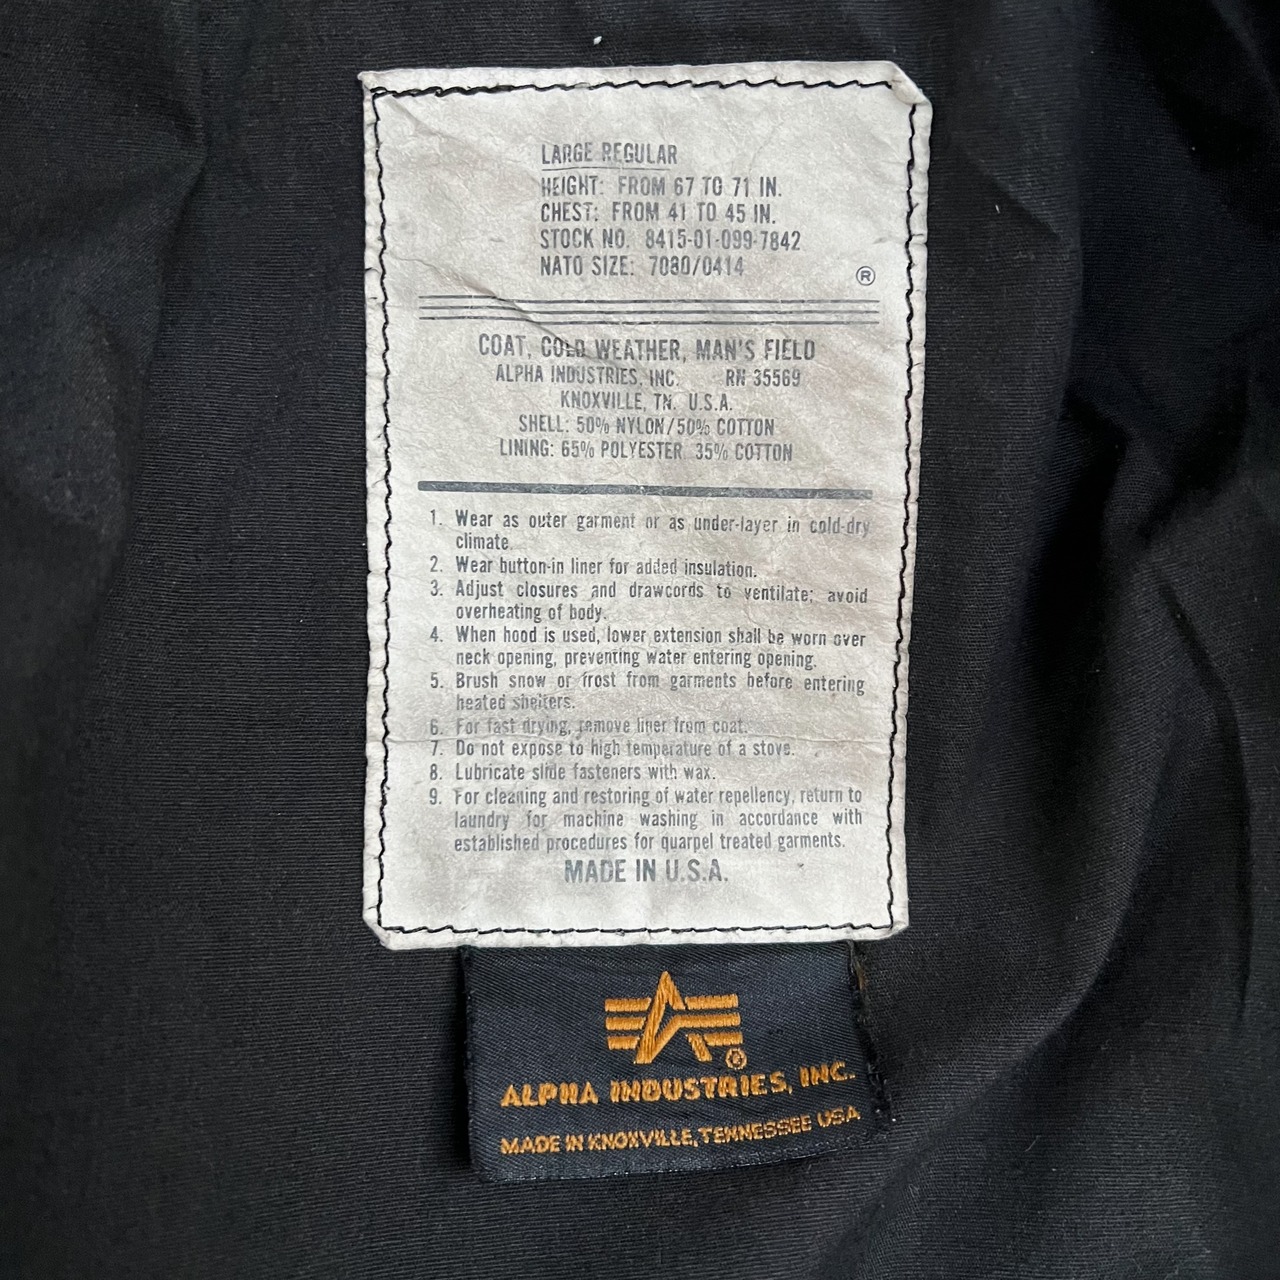 LARGE REGULAR
HEIGHT: FROM 67 TO 71 IN.
CHEST: FROM 41 TO 45 IN.
STOCK NO. 8415-01-099-7842
NATO SIZE: 7080/0414
®
COAT, COLD WEATHER, MAN'S FIELD
ALPHA INDUSTRIES, INC. RN 35569
KNOXVILLE, TN. U.S.A.
SHELL: 50% NYLON/50% COTTON
LINING: 65% POLYESTER 35% COTTON
1. Wear as outer garment or as under-layer in cold-dry
climate.
2. Wear button-in liner for added insulation.
3. Adjust closures and drawcords to ventilate; avoid
overheating of body.
4. When hood is used, lower extension shall be worn over
neck opening, preventing water entering opening.
5. Brush snow or frost from garments before entering
heated shelters.
6. For fast drying, remove liner from coat.
7. Do not expose to high temperature of a stove.
8. Lubricate slide fasteners with wax.
9. For cleaning and restoring of water repellency, return to
laundry for machine washing in accordance with
established procedures for quarpel treated garments.
MADE IN U.S.A.
®
ALPHA INDUSTRIES, INC.
MADE IN KNOXVILLE, TENNESSEE USA